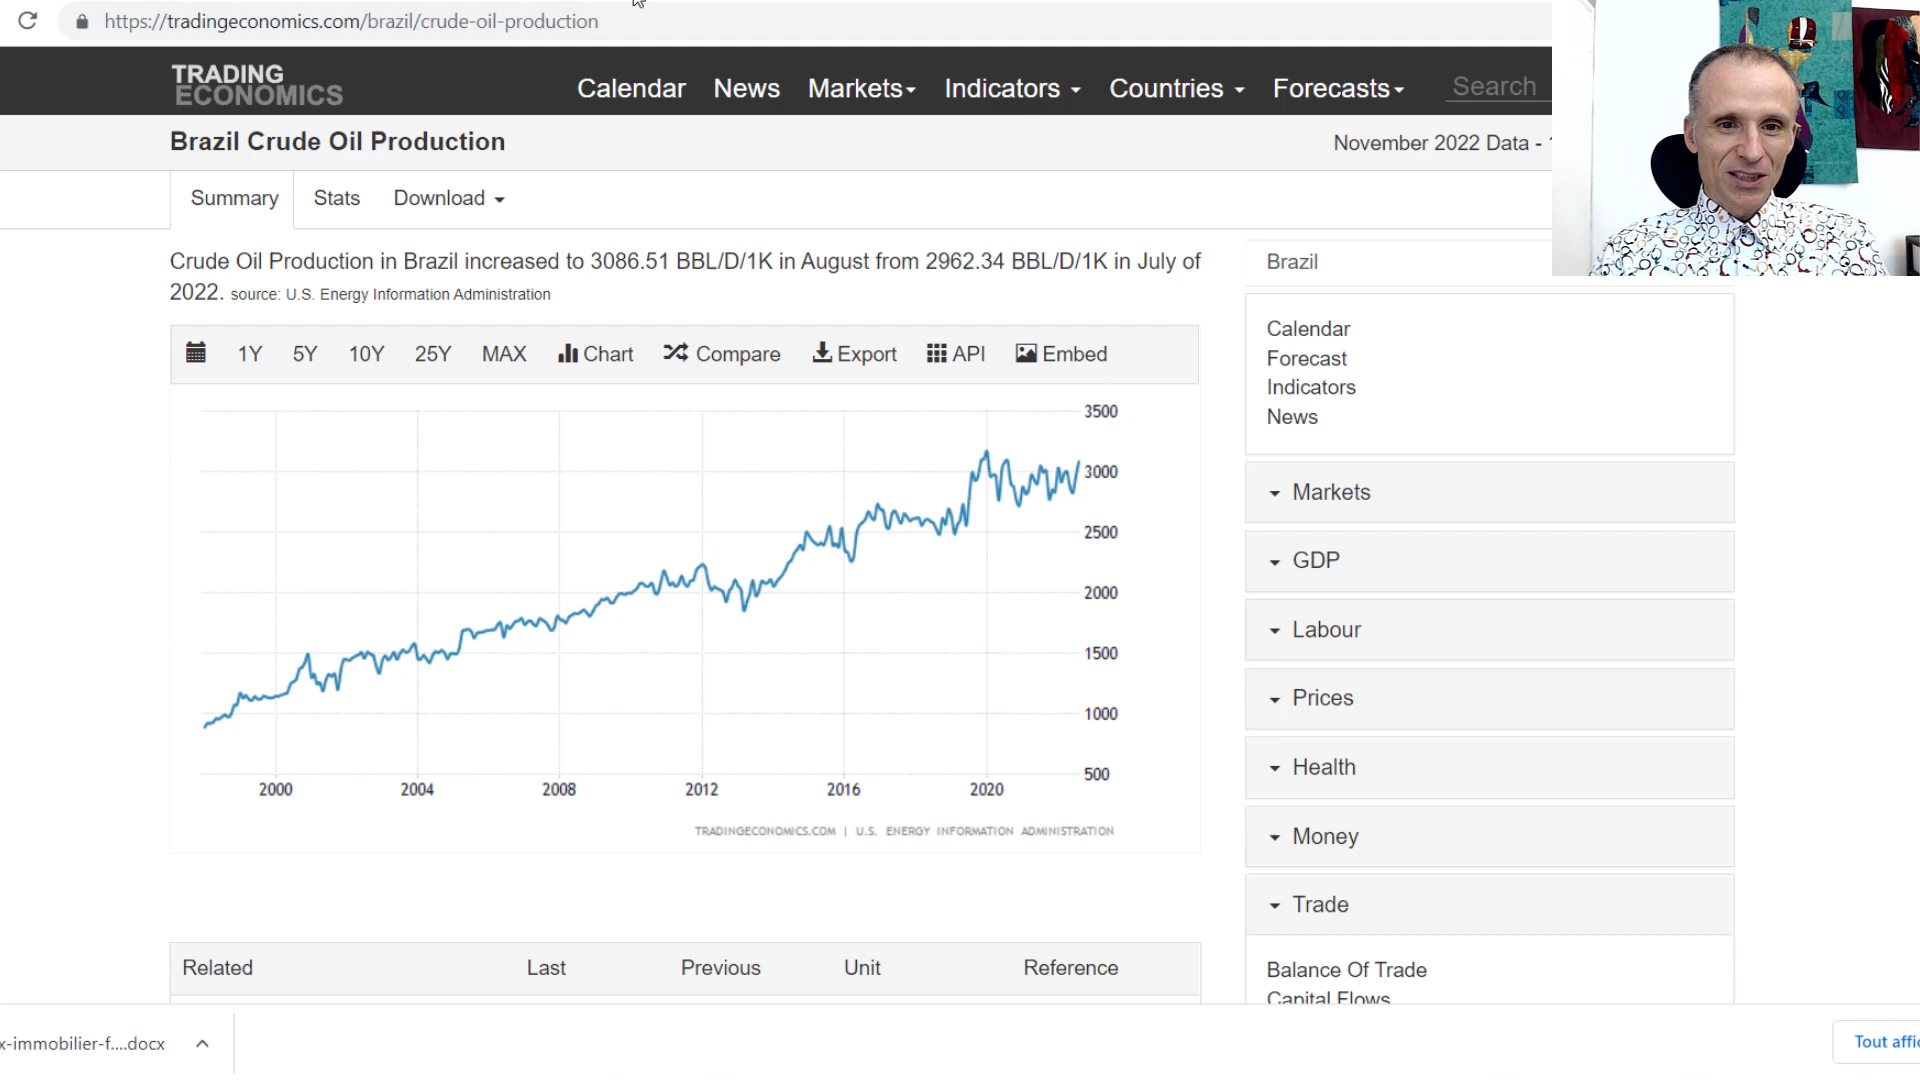 https://tradingeconomics.com/brazil/crude-oil-production
TRADING
ECONOMICS
Calendar News Markets Indicators Countries Forecasts Search
Brazil Crude Oil Production
November 2022 Data -
Summary Stats Download
Crude Oil Production in Brazil increased to 3086.51 BBL/D/1K in August from 2962.34 BBL/D/1K in July of
2022. source: U.S. Energy Information Administration
1Y 5Y 10Y 25Y MAX Chart Compare Export API Embed
3500
3000
2500
2000
1500
1000
500
2000 2004 2008 2012 2016 2020
TRADINGECONOMICS.COM | U.S. ENERGY INFORMATION ADMINISTRATION
Related Last Previous Unit Reference
Brazil
Calendar
Forecast
Indicators
News
Markets
GDP
Labour
Prices
Health
Money
Trade
Balance Of Trade
Capital Flows
x-immobilier-f....docx
Tout affic